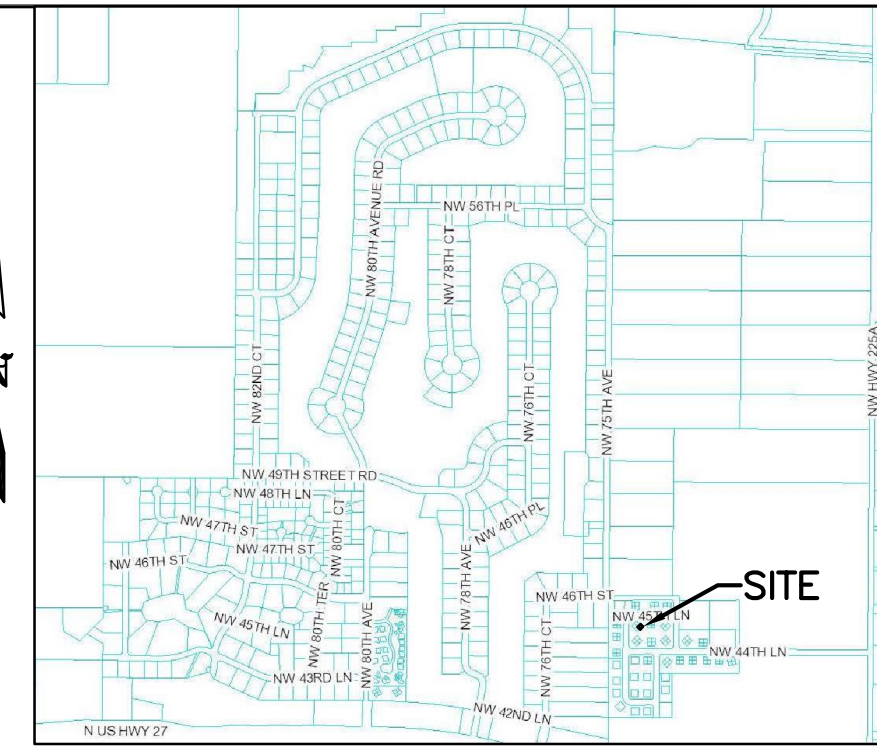 NW 80TH AVENUE RD
NW 56TH PL
NW 78TH CT
NW 82ND CT
NW 76TH CT
NW 75TH AVE
NW HWY 225A
NW 49TH STREET RD
NW 48TH LN
NW 47TH ST
NW 47TH ST
NW 80TH CT
NW 46TH PL
NW 46TH ST
NW 45TH LN
NW 80TH TER
NW 80TH AVE
NW 78TH AVE
NW 46TH ST
SITE
NW 45TH LN
NW 44TH LN
NW 76TH CT
NW 43RD LN
NW 42ND LN
N US HWY 27